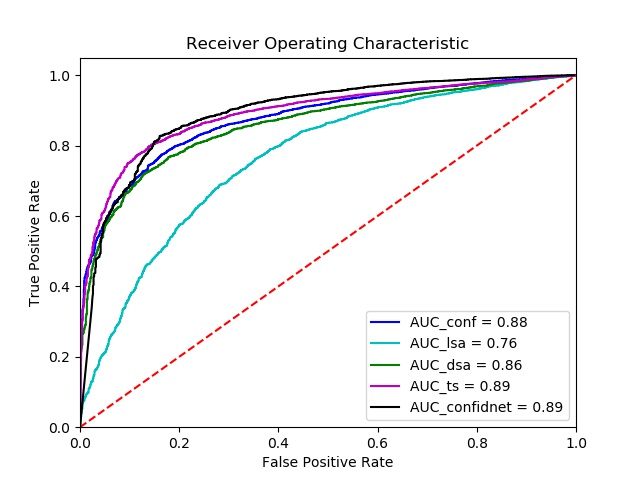 Receiver Operating Characteristic
True Positive Rate
1.0
0.8
0.6
0.4
0.2
0.0
AUC_conf = 0.88
AUC_lsa = 0.76
AUC_dsa = 0.86
AUC_ts = 0.89
AUC_confidnet = 0.89
0.0 0.2 0.4 0.6 0.8 1.0
False Positive Rate